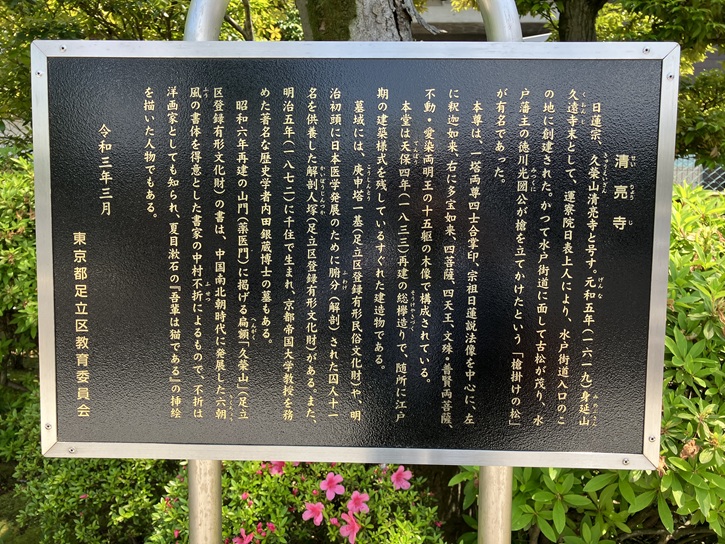 清亮寺
せいりょうじ
日蓮宗、久榮山清亮寺と号す。元和五年(一六一九)身延山
久遠寺末として、運察院日表上人により、水戸街道入口のこ
の地に創建された。かつて水戸街道に面して古松が茂り、水
戸藩主の徳川光圀公が槍を立てかけたという「槍掛けの松」
が有名であった。
本尊は、一塔両尊四士合掌印、宗祖日蓮説法像を中心に、左
に釈迦如来、右に多宝如来、四菩薩、四天王、文殊・普賢両菩薩、
不動・愛染両明王の十五躯の木像で構成されている。
本堂は天保四年(一八三三)再建の総欅造りで、随所に江戸
期の建築様式を残しているすぐれた建造物である。
墓域には、庚申塔一基(足立区登録有形民俗文化財)や、明
治初頭に日本医学発展のために腑分(解剖)された囚人十一
名を供養した解剖人塚(足立区登録有形文化財)がある。また、
明治五年(一八七二)に千住で生まれ、京都帝国大学教授を務
めた著名な歴史学者内田銀蔵博士の墓もある。
昭和六年再建の山門(薬医門)に掲げる扁額「久榮山」(足立
区登録有形文化財)の書は、中国南北朝時代に発展した六朝
風の書体を得意とした書家の中村不折によるもので、不折は
洋画家としても知られ、夏目漱石の『吾輩は猫である』の挿絵
を描いた人物でもある。
令和三年三月
東京都足立区教育委員会